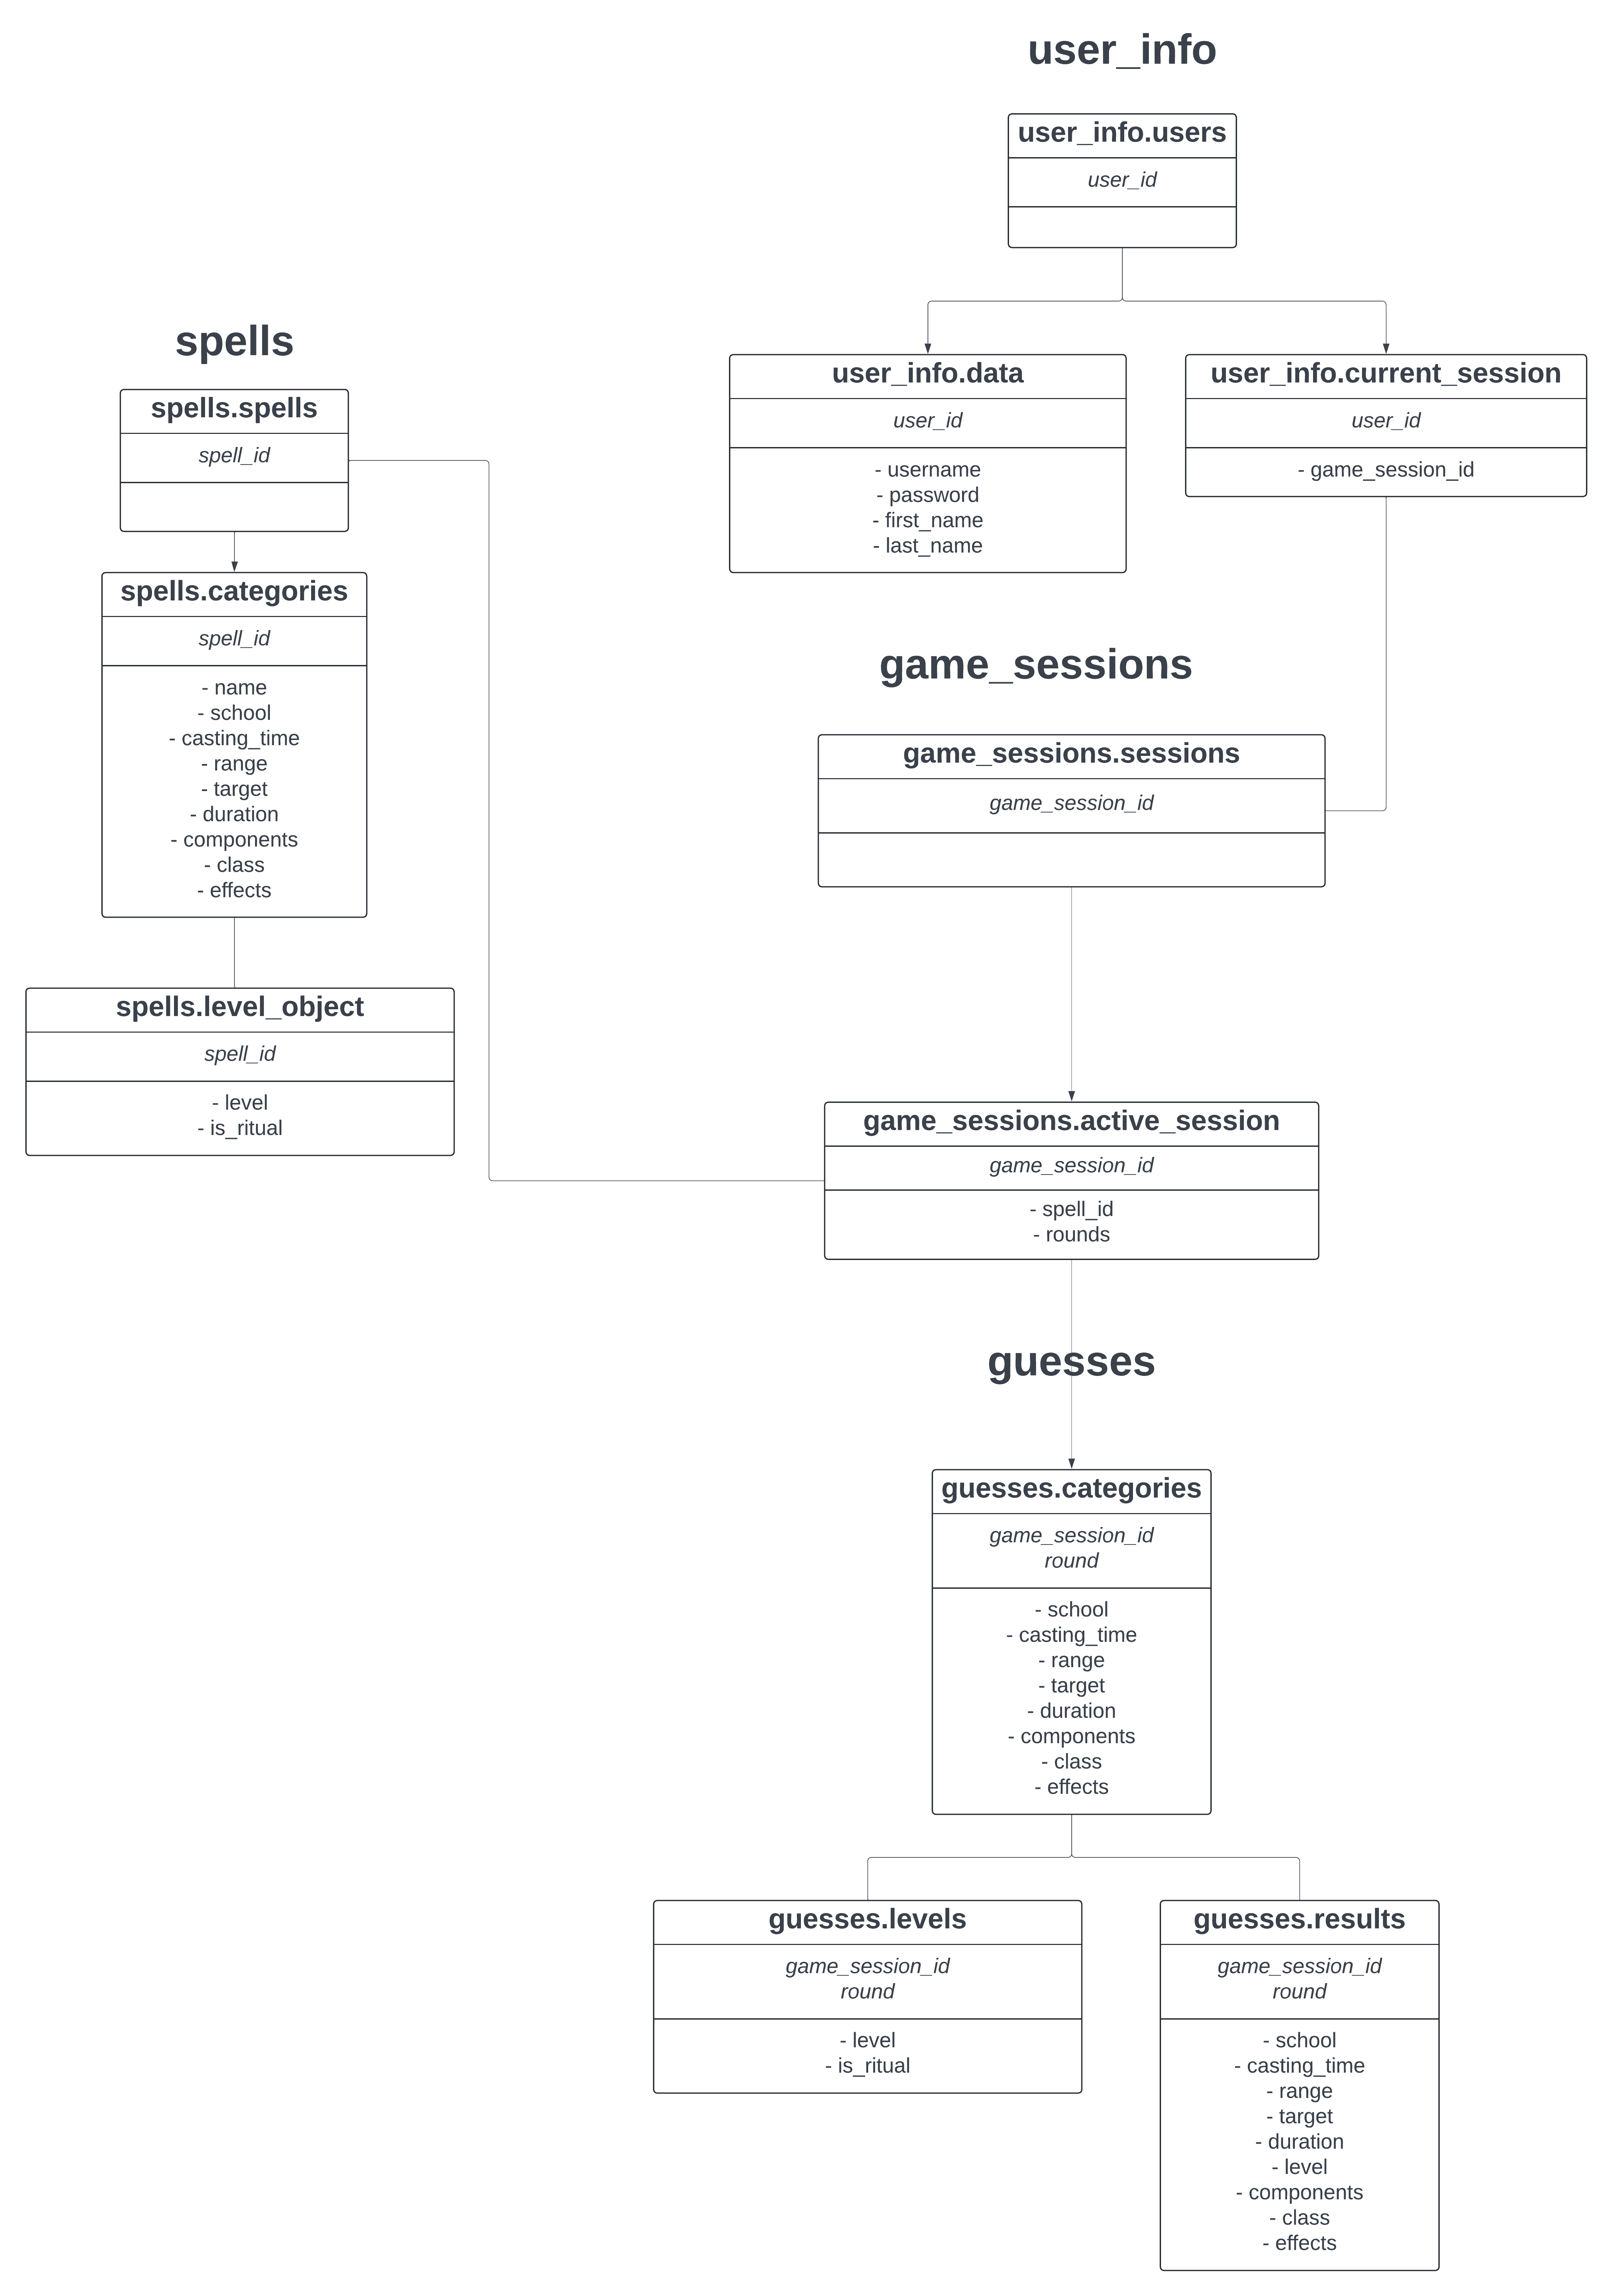 user_info
user_info.users
user_id
user_info.data
user_id
- username
- password
- first_name
- last_name
user_info.current_session
user_id
- game_session_id
spells
spells.spells
spell_id
spells.categories
spell_id
- name
- school
- casting_time
- range
- target
- duration
- components
- class
- effects
spells.level_object
spell_id
- level
- is_ritual
game_sessions
game_sessions.sessions
game_session_id
game_sessions.active_session
game_session_id
- spell_id
- rounds
guesses
guesses.categories
game_session_id
round
- school
- casting_time
- range
- target
- duration
- components
- class
- effects
guesses.levels
game_session_id
round
- level
- is_ritual
guesses.results
game_session_id
round
- school
- casting_time
- range
- target
- duration
- level
- components
- class
- effects